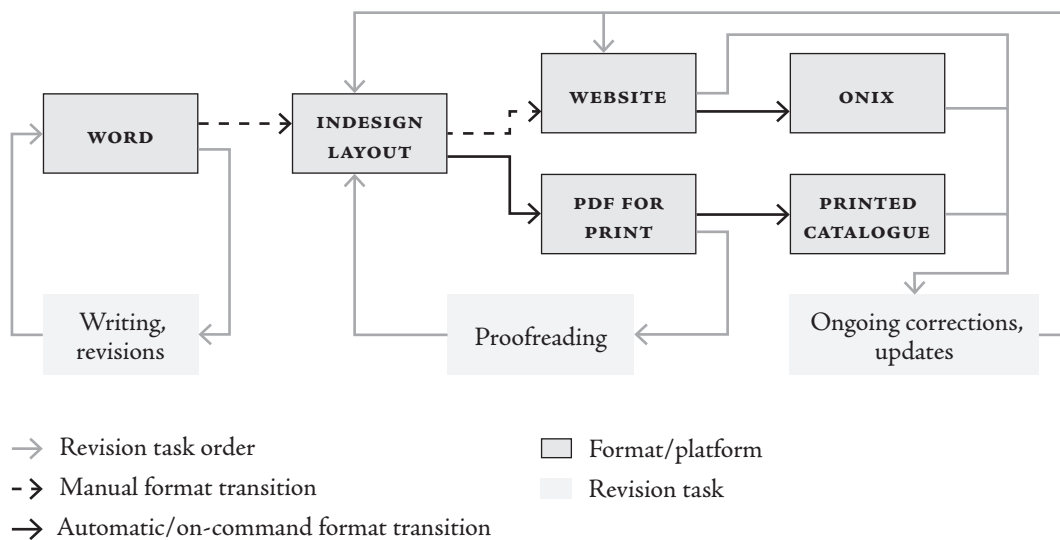 WORD
INDESIGN
LAYOUT
WEBSITE
ONIX
PDF FOR
PRINT
PRINTED
CATALOGUE
Writing,
revisions
Proofreading
Ongoing corrections,
updates
Revision task order
Manual format transition
Automatic/on-command format transition
Format/platform
Revision task